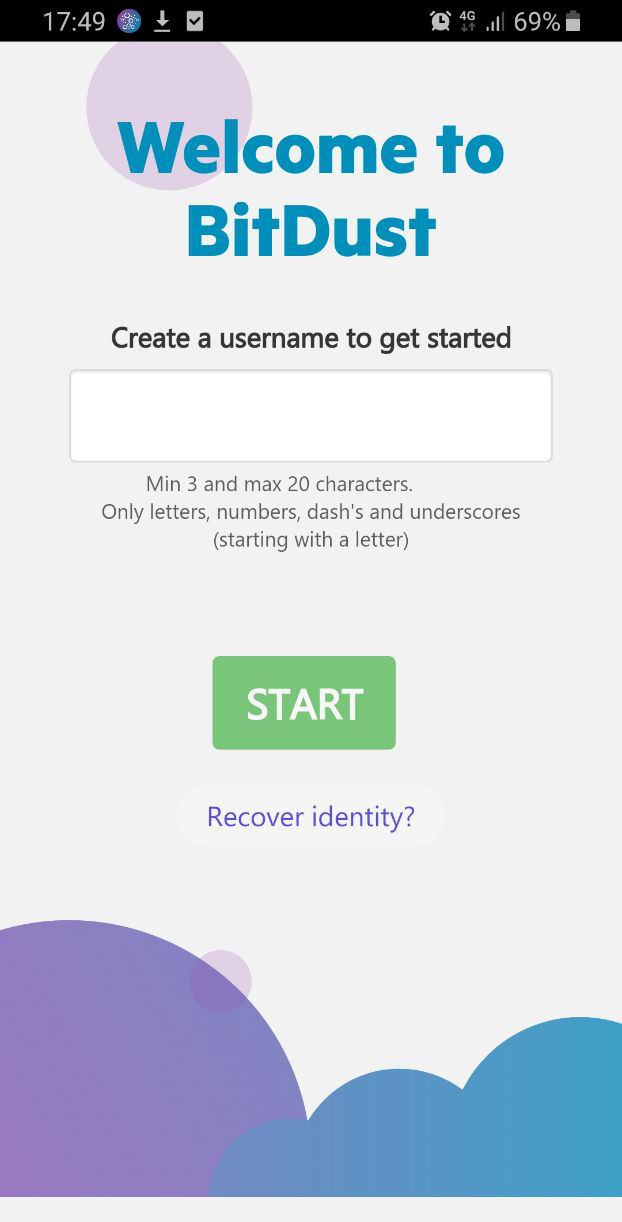 17:49 4G 69%
Welcome to
BitDust
Create a username to get started
Min 3 and max 20 characters.
Only letters, numbers, dash's and underscores
(starting with a letter)
START
Recover identity?